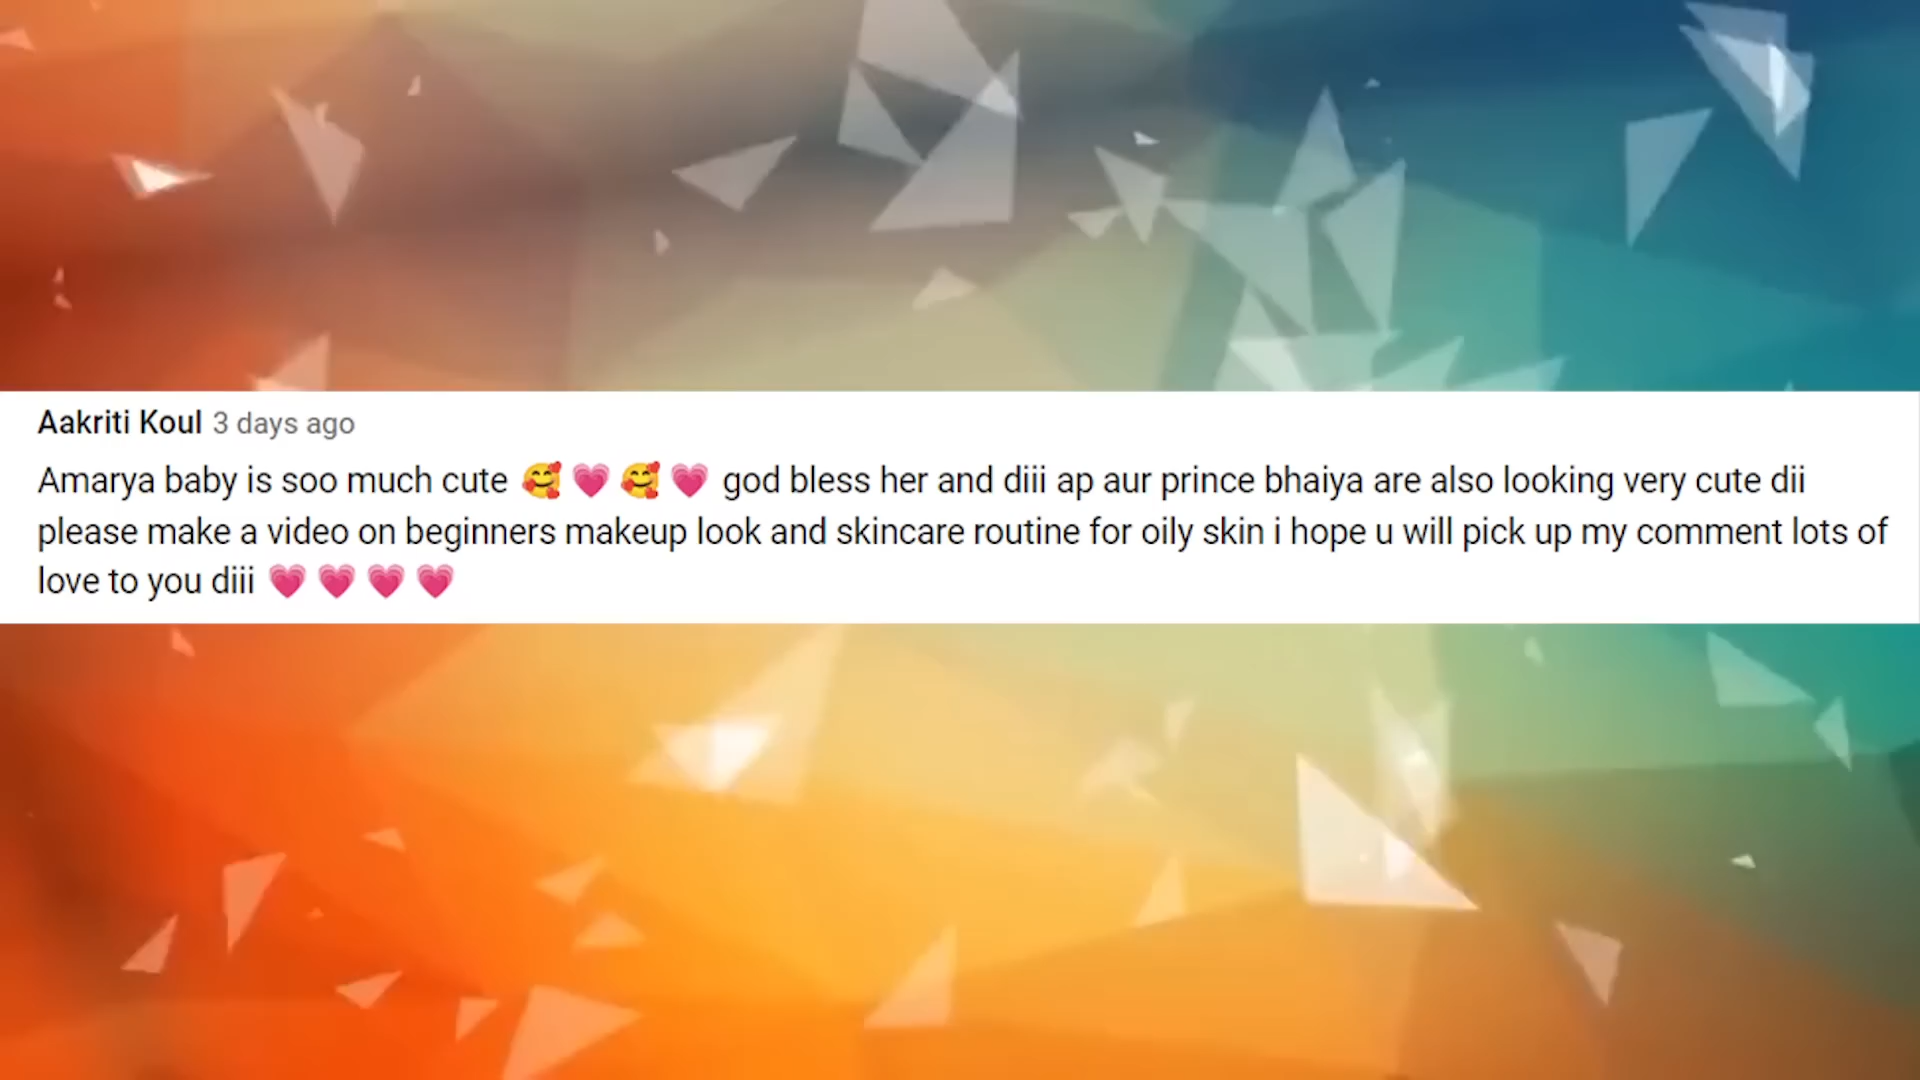 Aakriti Koul 3 days ago
Amarya baby is soo much cute 🥰 💗 🥰 💗 god bless her and diii ap aur prince bhaiya are also looking very cute dii
please make a video on beginners makeup look and skincare routine for oily skin i hope u will pick up my comment lots of
love to you diii 💗 💗 💗 💗